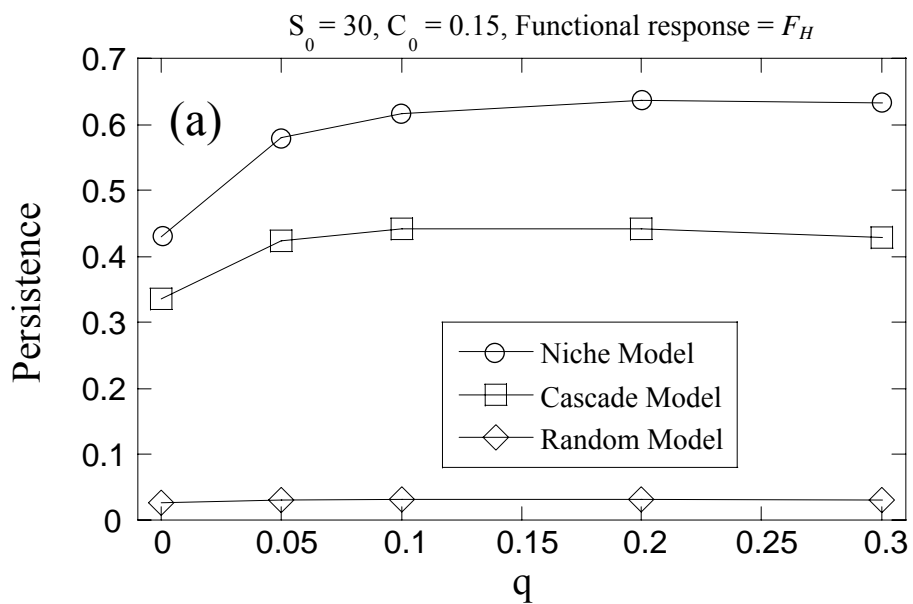 S₀ = 30, C₀ = 0.15, Functional response = F_H
(a)
Persistence
0.7
0.6
0.5
0.4
0.3
0.2
0.1
0
Niche Model
Cascade Model
Random Model
0 0.05 0.1 0.15 0.2 0.25 0.3
q